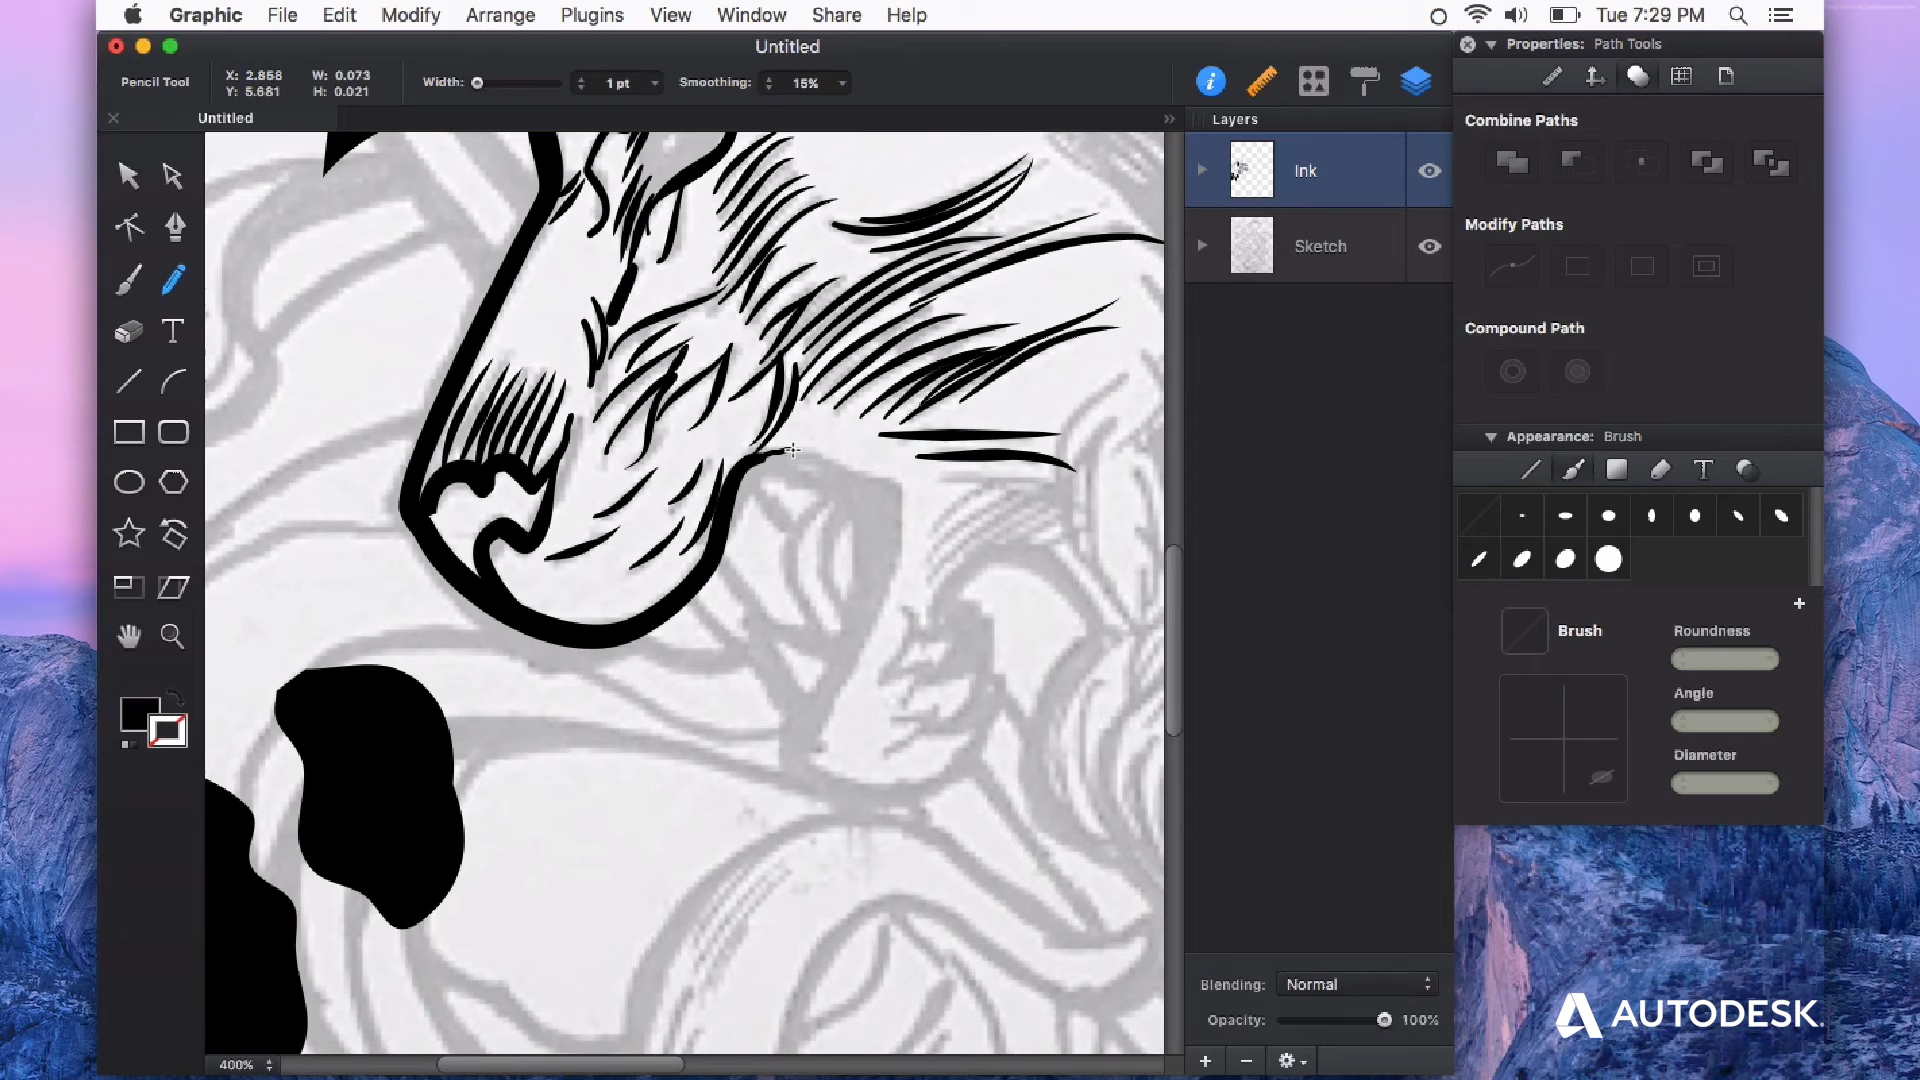 Graphic File Edit Modify Arrange Plugins View Window Share Help Tue 7:29 PM
Untitled
Properties: Path Tools
Pencil Tool X: 2.858 W: 0.073 Width: 1 pt Smoothing: 15%
Y: 5.681 H: 0.021
Untitled
Layers
Ink
Sketch
Combine Paths
Modify Paths
Compound Path
Appearance: Brush
Brush
Roundness
Angle
Diameter
Blending: Normal
Opacity: 100%
400%
AUTODESK.